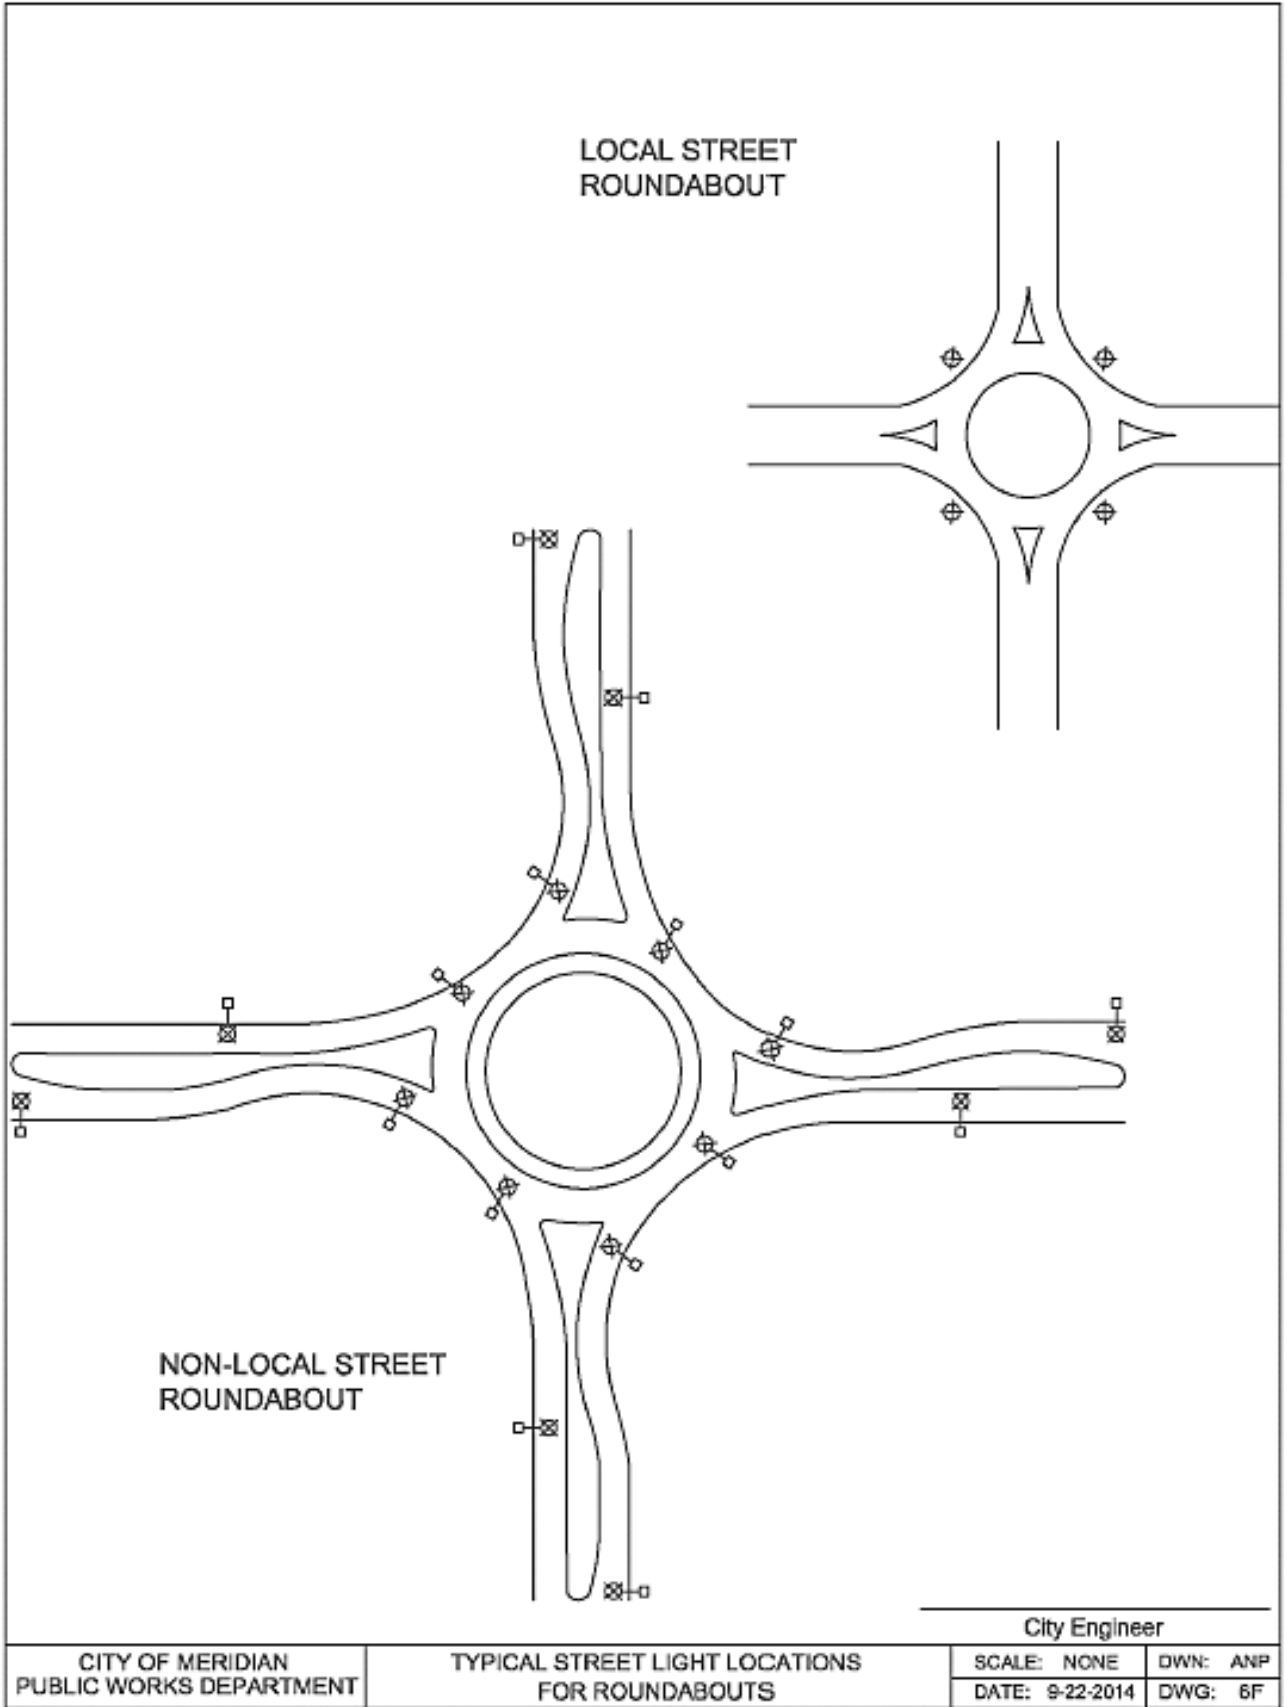 LOCAL STREET
ROUNDABOUT
NON-LOCAL STREET
ROUNDABOUT
City Engineer
CITY OF MERIDIAN
PUBLIC WORKS DEPARTMENT
TYPICAL STREET LIGHT LOCATIONS
FOR ROUNDABOUTS
SCALE: NONE
DWN: ANP
DATE: 9-22-2014
DWG: 6F